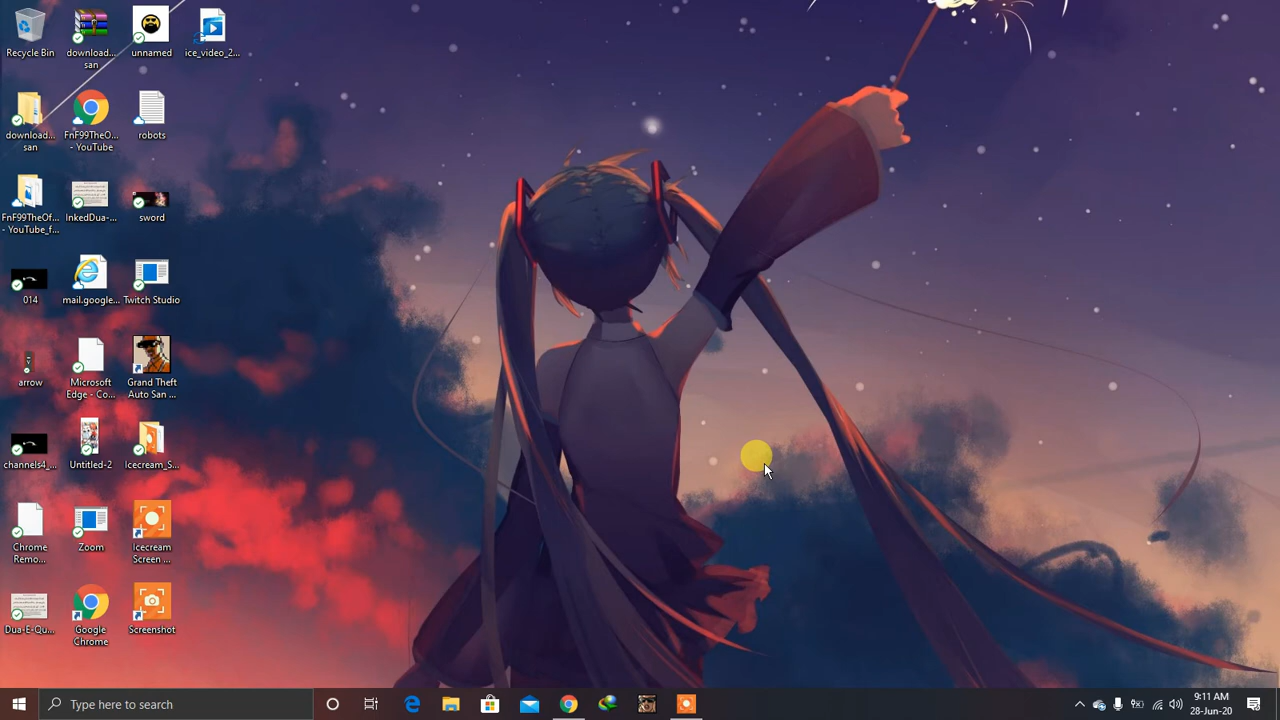 Recycle Bin
download...
san
unnamed
ice_video_2...
download...
san
FnF99TheO...
- YouTube
robots
FnF99TheOf...
- YouTube_f...
InkedDua-...
sword
014
mail.google...
Twitch Studio
arrow
Microsoft
Edge - Co...
Grand Theft
Auto San ...
channels4_...
Untitled-2
Icecream_S...
Chrome
Remo...
Zoom
Icecream
Screen ...
Dua-E-Qu...
Google
Chrome
Screenshot
Type here to search
9:11 AM
28-Jun-20